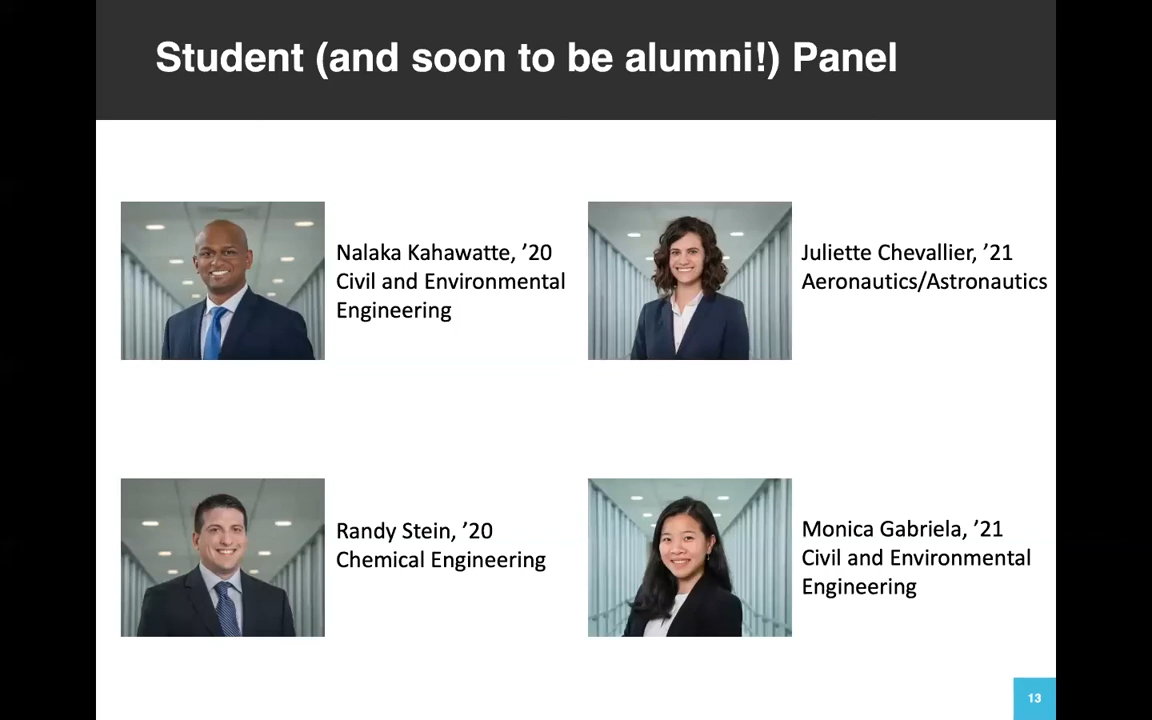 Student (and soon to be alumni!) Panel
Nalaka Kahawatte, ’20
Civil and Environmental
Engineering
Juliette Chevallier, ’21
Aeronautics/Astronautics
Randy Stein, ’20
Chemical Engineering
Monica Gabriela, ’21
Civil and Environmental
Engineering
13